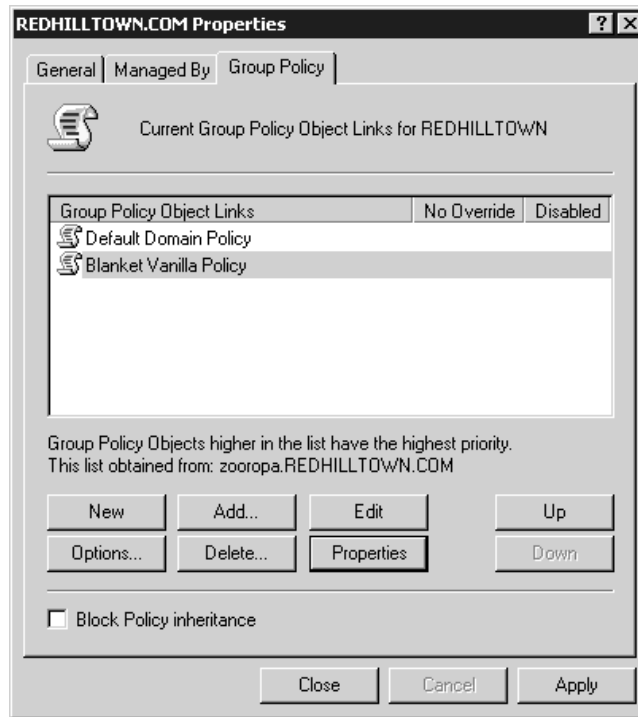 REDHILLTOWN.COM Properties
General Managed By Group Policy
Current Group Policy Object Links for REDHILLTOWN
Group Policy Object Links No Override Disabled
Default Domain Policy
Blanket Vanilla Policy
Group Policy Objects higher in the list have the highest priority.
This list obtained from: zooropa.REDHILLTOWN.COM
New Add... Edit Up
Options... Delete... Properties Down
Block Policy inheritance
Close Cancel Apply